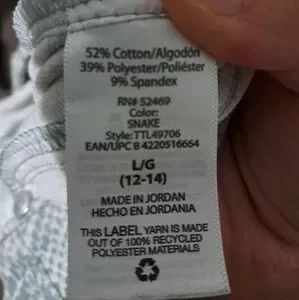 52% Cotton/Algodón
39% Polyester/Poliéster
9% Spandex
RN# 52469
Color:
SNAKE
Style:TTL49706
EAN/UPC 8 4220516664
L/G
(12-14)
MADE IN JORDAN
HECHO EN JORDANIA
THIS LABEL YARN IS MADE
OUT OF 100% RECYCLED
POLYESTER MATERIALS